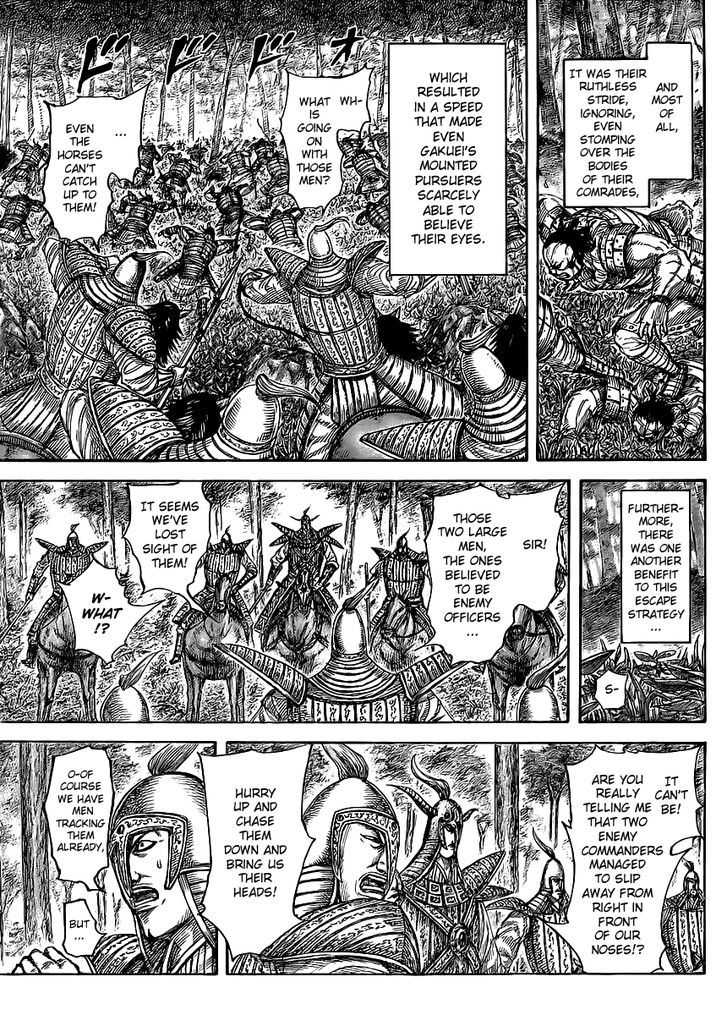 AND
MOST
OF
ALL,
IT WAS THEIR
RUTHLESS
STRIDE,
IGNORING,
EVEN
STOMPING
OVER
THE
BODIES
OF THEIR
COMRADES,
WHICH
RESULTED
IN A SPEED
THAT MADE
EVEN
GAKUEI'S
MOUNTED
PURSUERS
SCARCELY
ABLE TO
BELIEVE
THEIR EYES.
オ
ド
ド
ド
WH-
WHAT
IS
GOING
ON
WITH
THOSE
MEN?
...
EVEN
THE
HORSES
CAN'T
CATCH
UP TO
THEM!
FURTHER-
MORE,
THERE
WAS ONE
ANOTHER
BENEFIT
TO THIS
ESCAPE
STRATEGY
...
S-
SIR!
THOSE
TWO LARGE
MEN,
THE ONES
BELIEVED
TO BE
ENEMY
OFFICERS
...
IT SEEMS
WE'VE
LOST
SIGHT OF
THEM!
W-
WHAT
!?
IT
CAN'T
BE!
ARE YOU
REALLY
TELLING ME
THAT TWO
ENEMY
COMMANDERS
MANAGED
TO SLIP
AWAY FROM
RIGHT IN
FRONT
OF OUR
NOSES!?
HURRY
UP AND
CHASE
THEM
DOWN AND
BRING US
THEIR
HEADS!
O-OF
COURSE
WE HAVE
MEN
TRACKING
THEM
ALREADY,
BUT
...